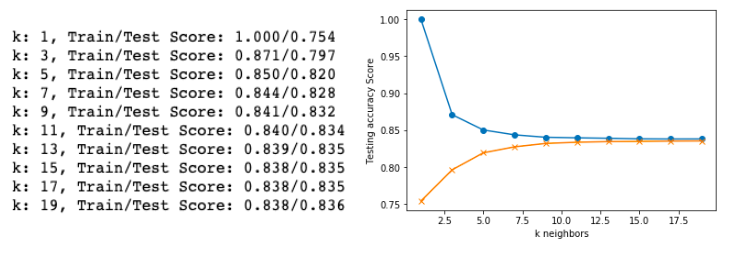 k: 1, Train/Test Score: 1.000/0.754
k: 3, Train/Test Score: 0.871/0.797
k: 5, Train/Test Score: 0.850/0.820
k: 7, Train/Test Score: 0.844/0.828
k: 9, Train/Test Score: 0.841/0.832
k: 11, Train/Test Score: 0.840/0.834
k: 13, Train/Test Score: 0.839/0.835
k: 15, Train/Test Score: 0.838/0.835
k: 17, Train/Test Score: 0.838/0.835
k: 19, Train/Test Score: 0.838/0.836
Testing accuracy Score
1.00
0.95
0.90
0.85
0.80
0.75
2.5 5.0 7.5 10.0 12.5 15.0 17.5
k neighbors